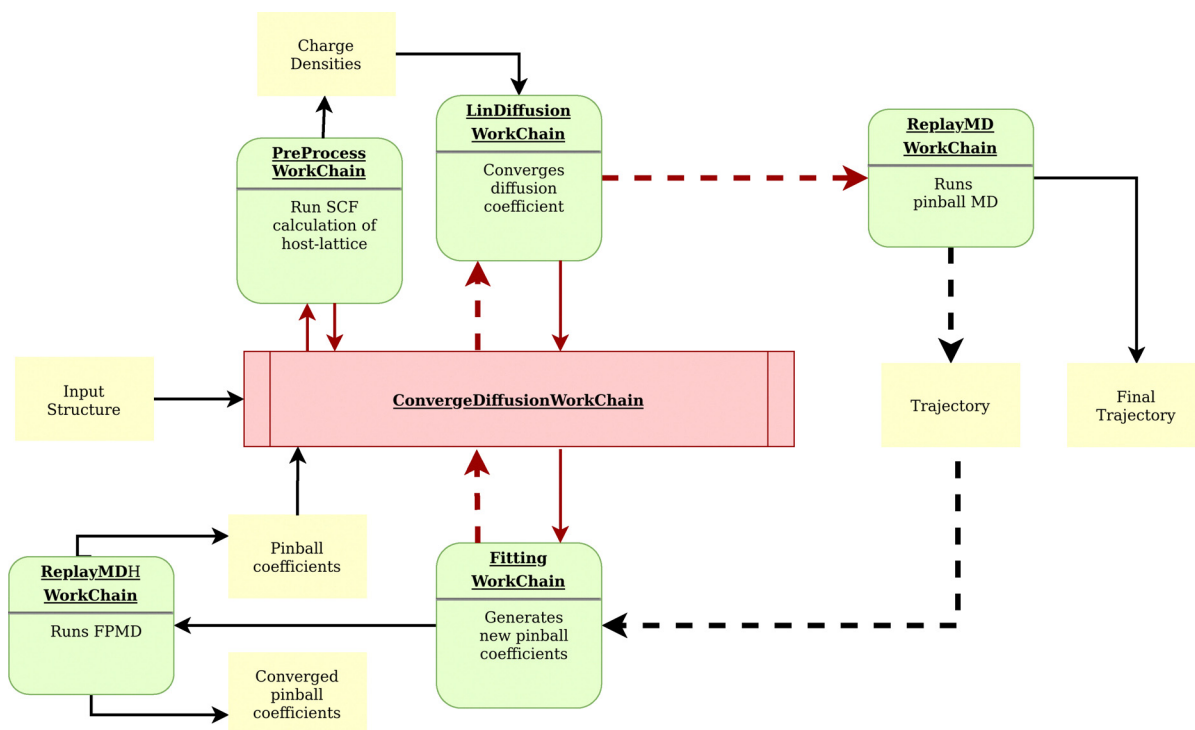 Charge
Densities
LinDiffusion
WorkChain
Converges
diffusion
coefficient
ReplayMD
WorkChain
Runs
pinball MD
PreProcess
WorkChain
Run SCF
calculation of
host-lattice
Input
Structure
ConvergeDiffusionWorkChain
Trajectory
Final
Trajectory
Pinball
coefficients
ReplayMDH
WorkChain
Runs FPMD
Fitting
WorkChain
Generates
new pinball
coefficients
Converged
pinball
coefficients